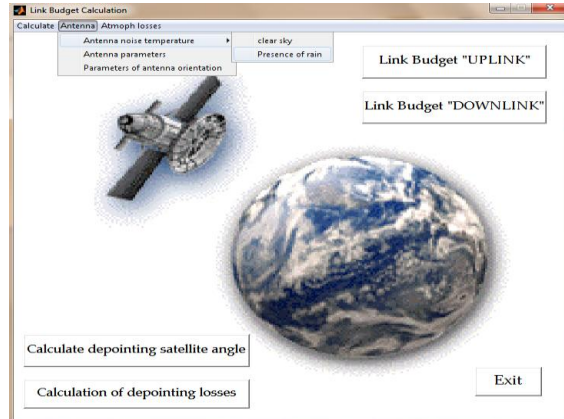 Link Budget Calculation
Calculate Antenna Atmoph losses
Antenna noise temperature
clear sky
Antenna parameters
Presence of rain
Parameters of antenna orientation
Link Budget "UPLINK"
Link Budget "DOWNLINK"
Calculate depointing satellite angle
Calculation of depointing losses
Exit